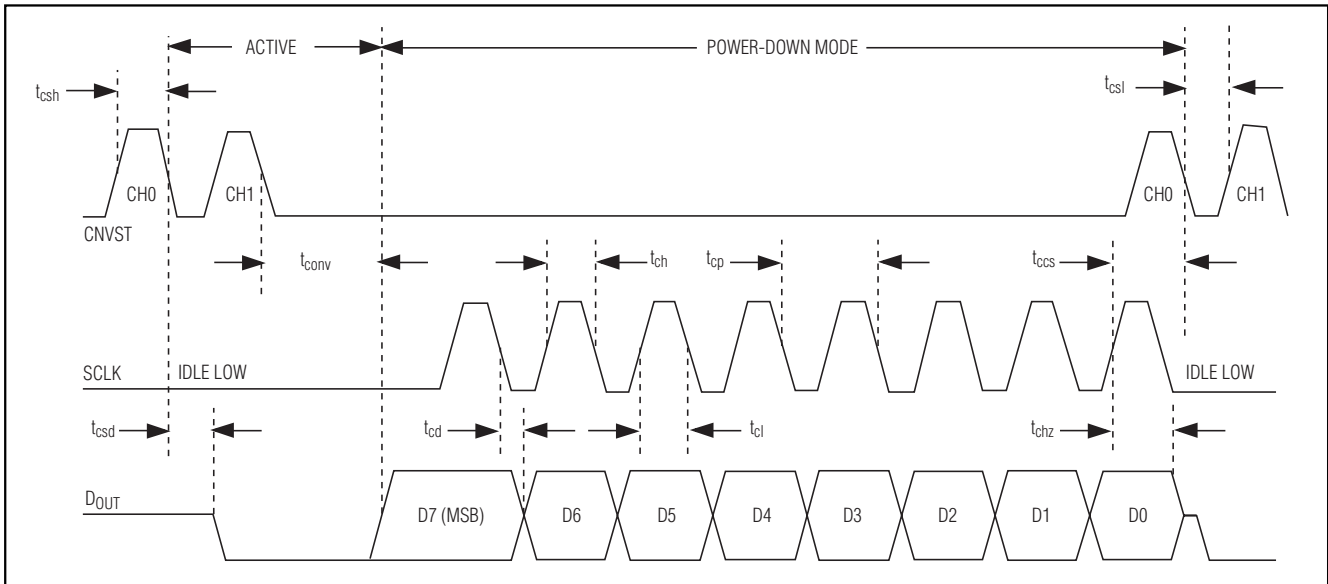 ACTIVE POWER-DOWN MODE
tcsh tcsl
CH0 CH1 CH0 CH1
CNVST
tconv tch tcp tccs
SCLK IDLE LOW IDLE LOW
tcsd tcd tcl tchz
DOUT D7 (MSB) D6 D5 D4 D3 D2 D1 D0